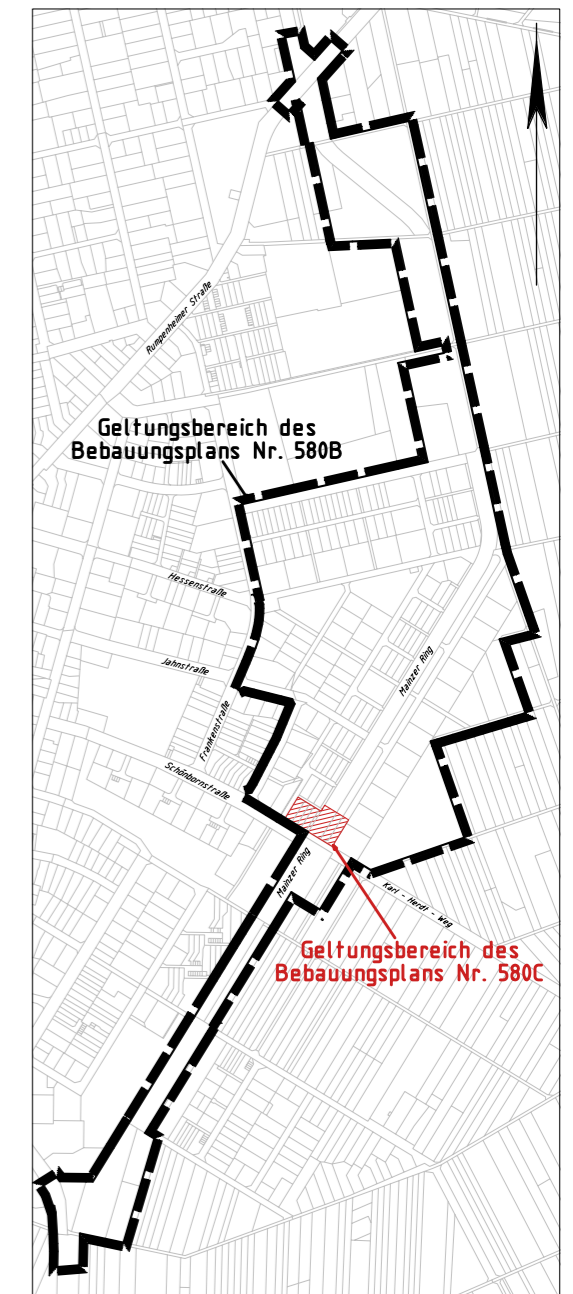 Rumpenheimer Straße
Geltungsbereich des
Bebauungsplans Nr. 580B
Hessenstraße
Jahnstraße
Mainzer Ring
Frankenstraße
Schönbornstraße
Mainzer Ring
Karl - Herdt - Weg
Geltungsbereich des
Bebauungsplans Nr. 580C